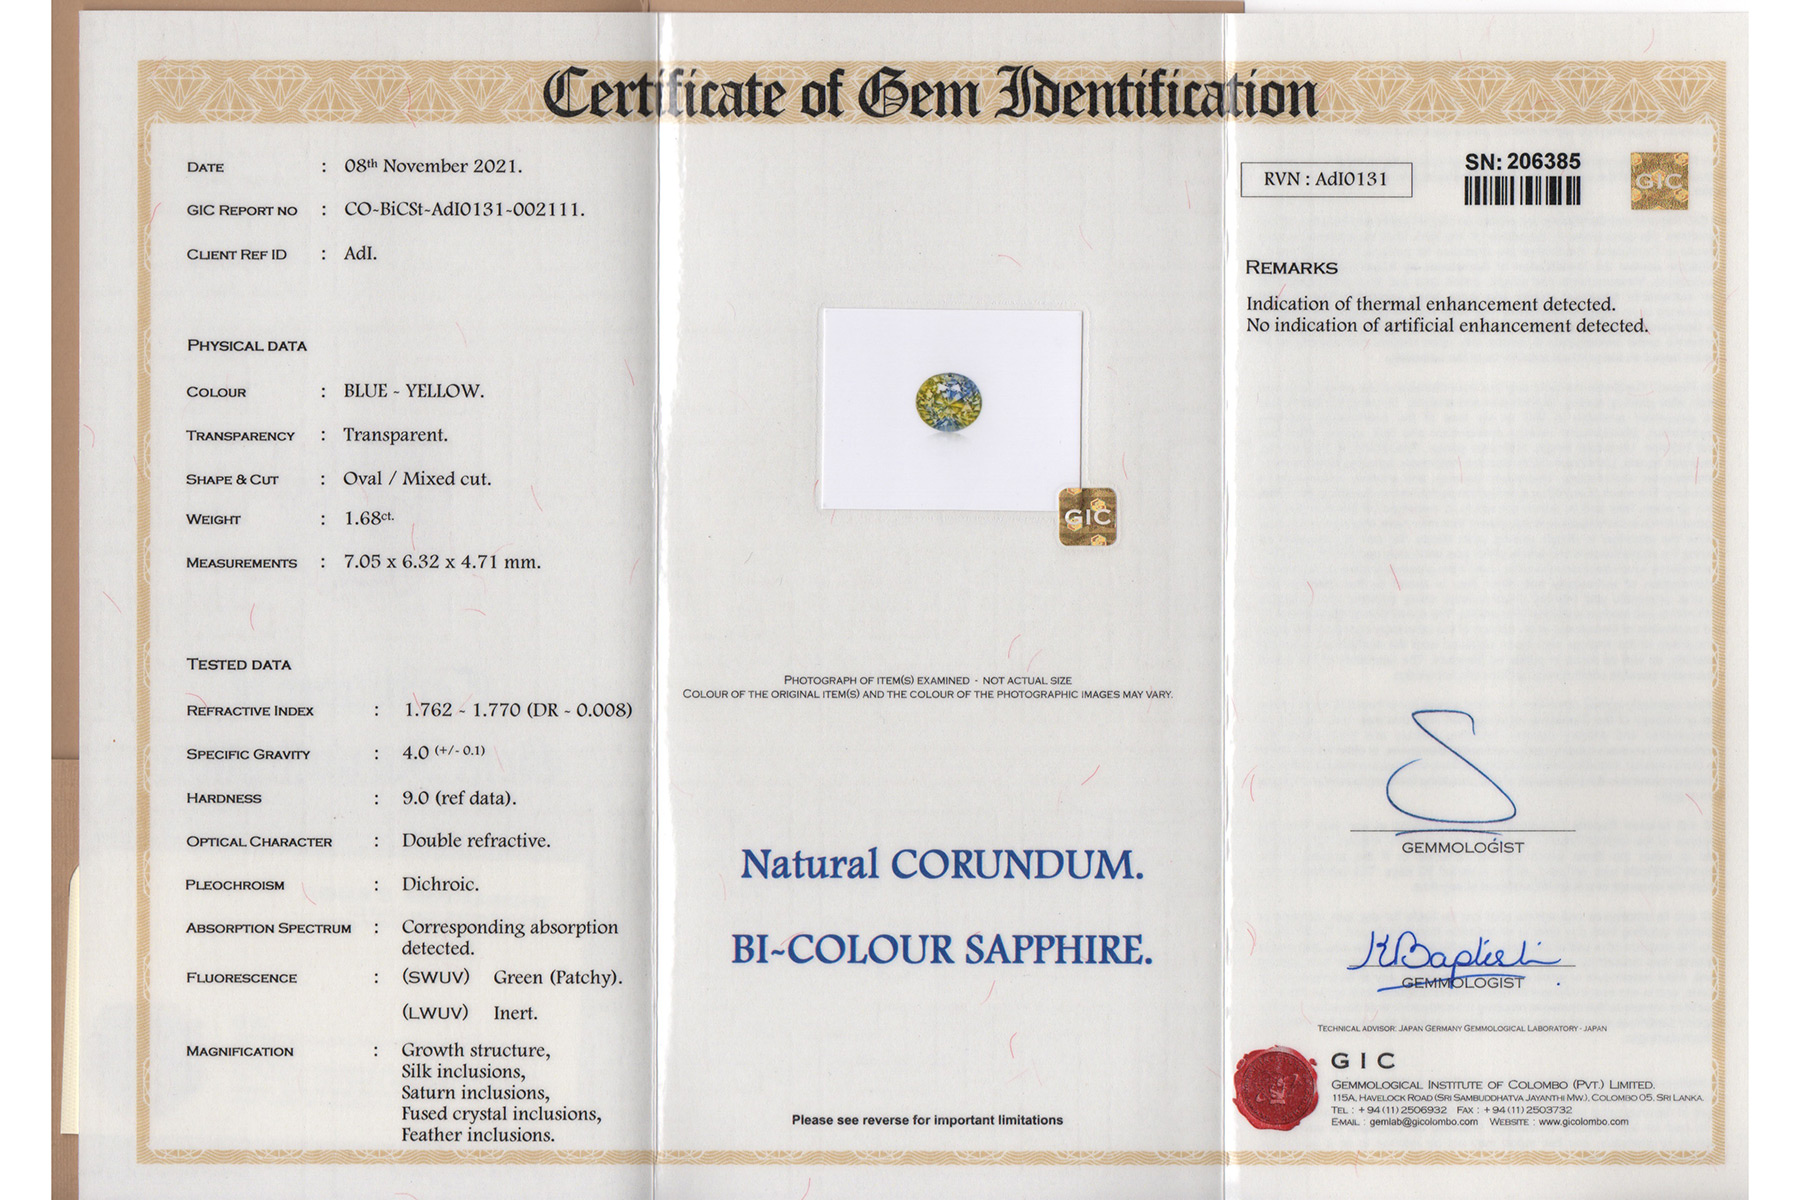 Certificate of Gem Identification
DATE : 08th November 2021.
GIC REPORT NO : CO~BiCSt~AdI0131~002111.
CLIENT REF ID : AdI.
PHYSICAL DATA
COLOUR : BLUE ~ YELLOW.
TRANSPARENCY : Transparent.
SHAPE & CUT : Oval / Mixed cut.
WEIGHT : 1.68ct.
MEASUREMENTS : 7.05 x 6.32 x 4.71 mm.
TESTED DATA
REFRACTIVE INDEX : 1.762 ~ 1.770 (DR ~ 0.008)
SPECIFIC GRAVITY : 4.0 (+/~ 0.1)
HARDNESS : 9.0 (ref data).
OPTICAL CHARACTER : Double refractive.
PLEOCHROISM : Dichroic.
ABSORPTION SPECTRUM : Corresponding absorption
detected.
FLUORESCENCE : (SWUV) Green (Patchy).
(LWUV) Inert.
MAGNIFICATION : Growth structure,
Silk inclusions,
Saturn inclusions,
Fused crystal inclusions,
Feather inclusions.
GIC
PHOTOGRAPH OF ITEM(S) EXAMINED - NOT ACTUAL SIZE
COLOUR OF THE ORIGINAL ITEM(S) AND THE COLOUR OF THE PHOTOGRAPHIC IMAGES MAY VARY.
Natural CORUNDUM.
BI~COLOUR SAPPHIRE.
Please see reverse for important limitations
RVN : AdI0131
SN: 206385
GIC
REMARKS
Indication of thermal enhancement detected.
No indication of artificial enhancement detected.
GEMMOLOGIST
KBaptist
GEMMOLOGIST
TECHNICAL ADVISOR: JAPAN GERMANY GEMMOLOGICAL LABORATORY - JAPAN
GIC
GEMMOLOGICAL INSTITUTE OF COLOMBO (PVT.) LIMITED.
115A, HAVELOCK ROAD (SRI SAMBUDDHATVA JAYANTHI MW.), COLOMBO 05, SRI LANKA.
TEL : +94 (11) 2506932 FAX : +94 (11) 2503732
E-MAIL : gemlab@gicolombo.com WEBSITE : www.gicolombo.com